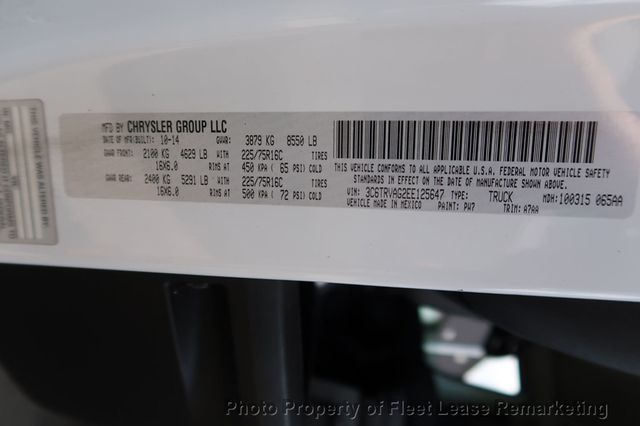 MFD BY CHRYSLER GROUP LLC
DATE OF MFR(BUILT): 10-14 GVWR: 3879 KG 8550 LB
GAWR FRONT: 2100 KG 4629 LB WITH 225/75R16C TIRES
16X6.0 RIMS AT 450 KPA ( 65 PSI) COLD
GAWR REAR: 2400 KG 5291 LB WITH 225/75R16C TIRES
16X6.0 RIMS AT 500 KPA ( 72 PSI) COLD
THIS VEHICLE CONFORMS TO ALL APPLICABLE U.S.A. FEDERAL MOTOR VEHICLE SAFETY
STANDARDS IN EFFECT ON THE DATE OF MANUFACTURE SHOWN ABOVE.
VIN: 3C6TRVAG2EE125647 TYPE: TRUCK MDH:100315 065AA
VEHICLE MADE IN MEXICO PAINT: PW7 TRIM: A7AA
THIS VEHICLE WAS ALTERED BY
Photo Property of Fleet Lease Remarketing